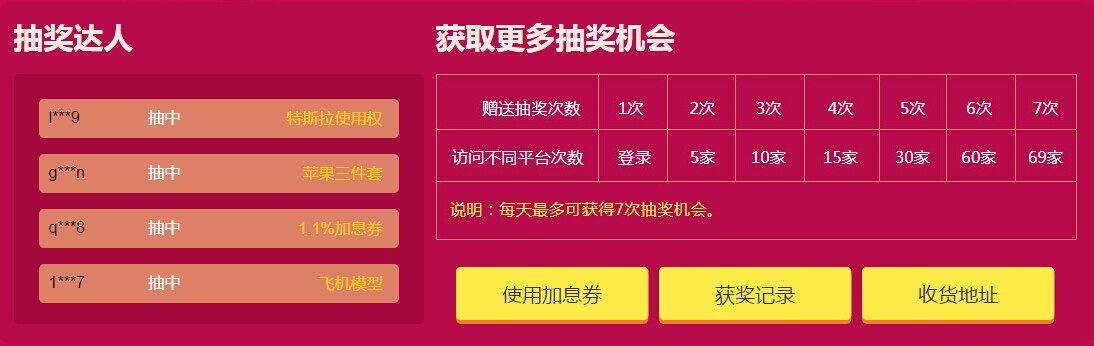 抽奖达人
l***9 抽中 特斯拉使用权
g***n 抽中 苹果三件套
q***8 抽中 1.1%加息券
1***7 抽中 飞机模型
获取更多抽奖机会
赠送抽奖次数 1次 2次 3次 4次 5次 6次 7次
访问不同平台次数 登录 5家 10家 15家 30家 60家 69家
说明：每天最多可获得7次抽奖机会。
使用加息券 获奖记录 收货地址